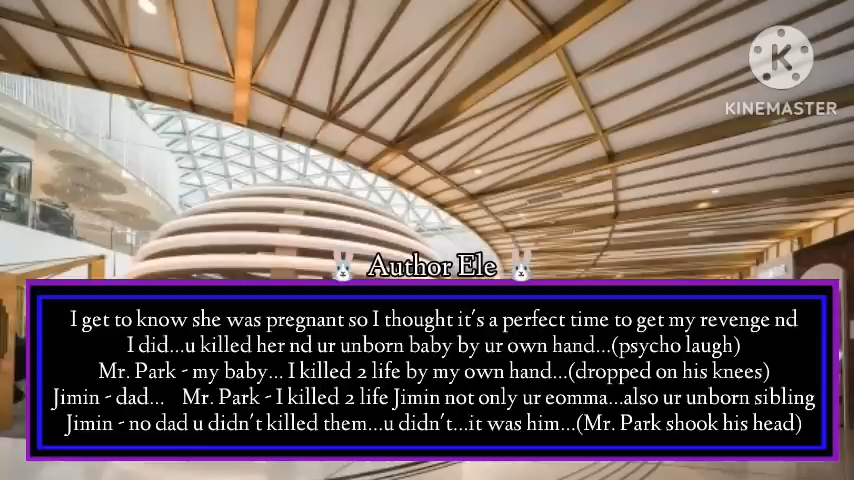 KINEMASTER
Author Ele
I get to know she was pregnant so I thought it's a perfect time to get my revenge nd
I did...u killed her nd ur unborn baby by ur own hand...(psycho laugh)
Mr. Park - my baby... I killed 2 life by my own hand...(dropped on his knees)
Jimin - dad... Mr. Park - I killed 2 life Jimin not only ur eomma...also ur unborn sibling
Jimin - no dad u didn't killed them...u didn't...it was him...(Mr. Park shook his head)